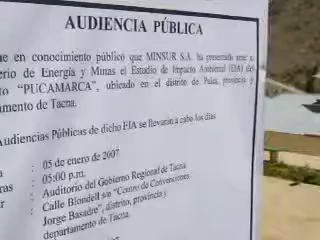 AUDIENCIA PÚBLICA
ne en conocimiento público que MINSUR S.A. ha presentado ante
erio de Energía y Minas el Estudio de Impacto Ambiental (EIA) del
to "PUCAMARCA", ubicado en el distrito de Palca, provincia y
amento de Tacna.
Audiencias Públicas de dicho EIA se llevarán a cabo los días
a : 05 de enero de 2007
ras : 05:00 p.m.
ar : Auditorio del Gobierno Regional de Tacna
: Calle Blondell s/n "Centro de Convenciones
Jorge Basadre", distrito, provincia y
departamento de Tacna.